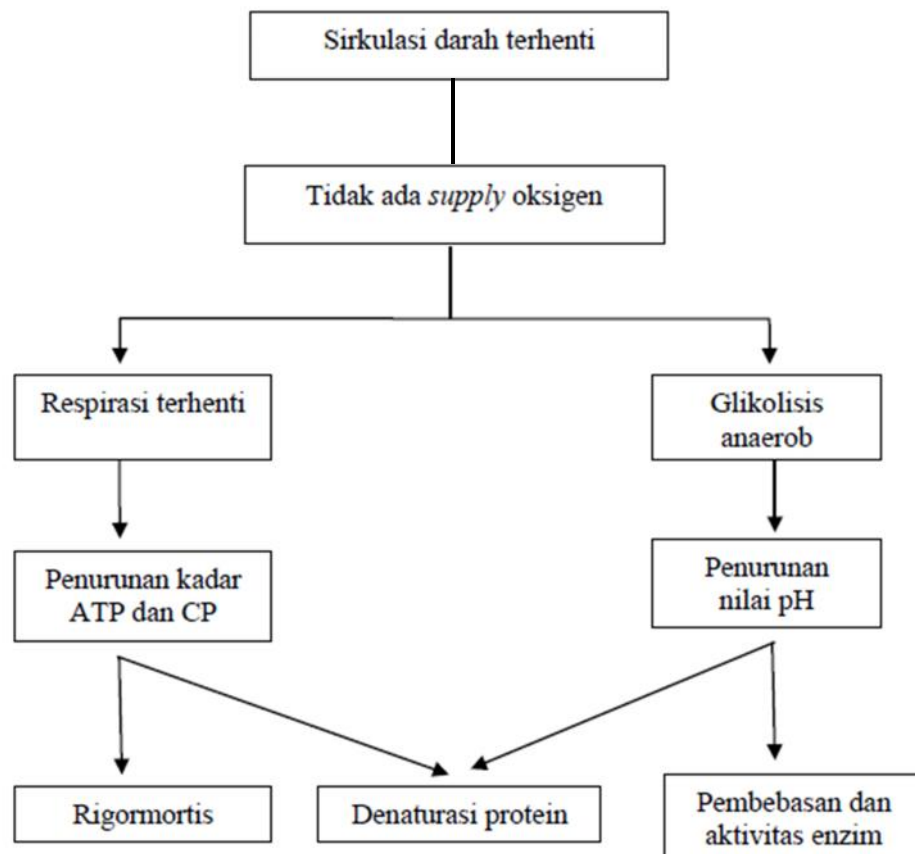 Sirkulasi darah terhenti
Tidak ada supply oksigen
Respirasi terhenti
Glikolisis
anaerob
Penurunan kadar
ATP dan CP
Penurunan
nilai pH
Rigormortis
Denaturasi protein
Pembebasan dan
aktivitas enzim